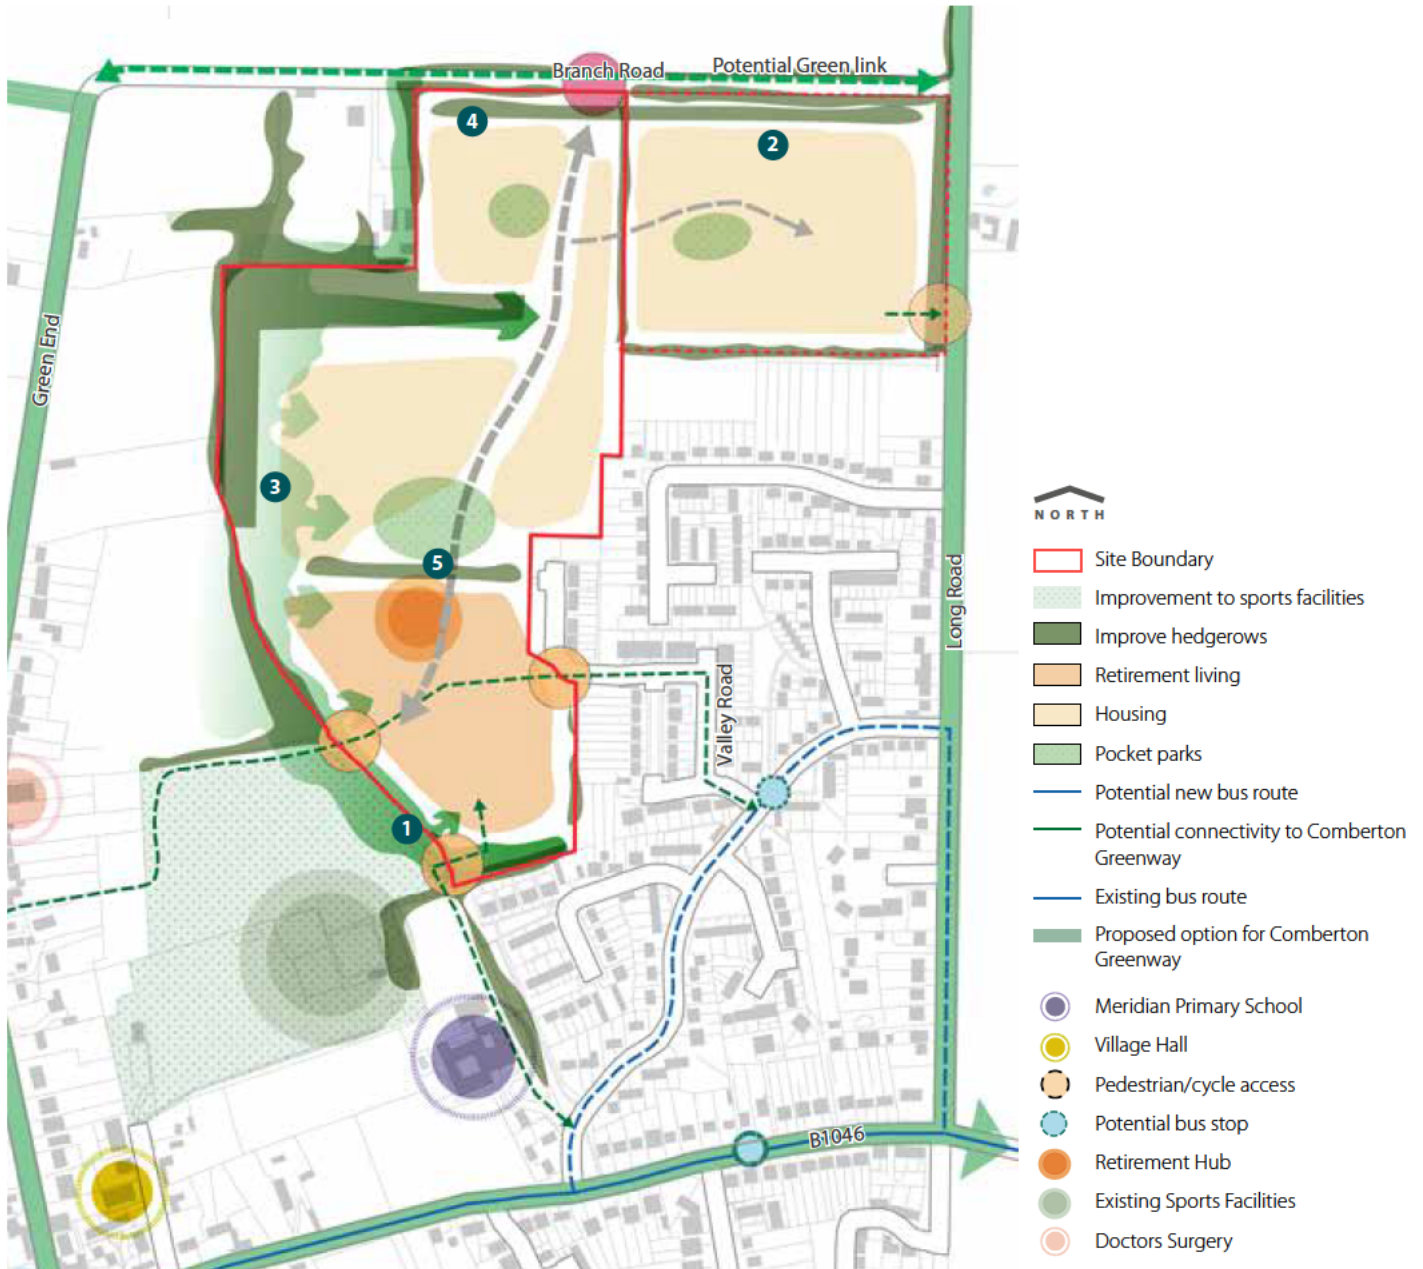 Branch Road
Potential Green link
4
2
Green End
3
5
Long Road
Valley Road
1
B1046
NORTH
Site Boundary
Improvement to sports facilities
Improve hedgerows
Retirement living
Housing
Pocket parks
Potential new bus route
Potential connectivity to Comberton
Greenway
Existing bus route
Proposed option for Comberton
Greenway
Meridian Primary School
Village Hall
Pedestrian/cycle access
Potential bus stop
Retirement Hub
Existing Sports Facilities
Doctors Surgery